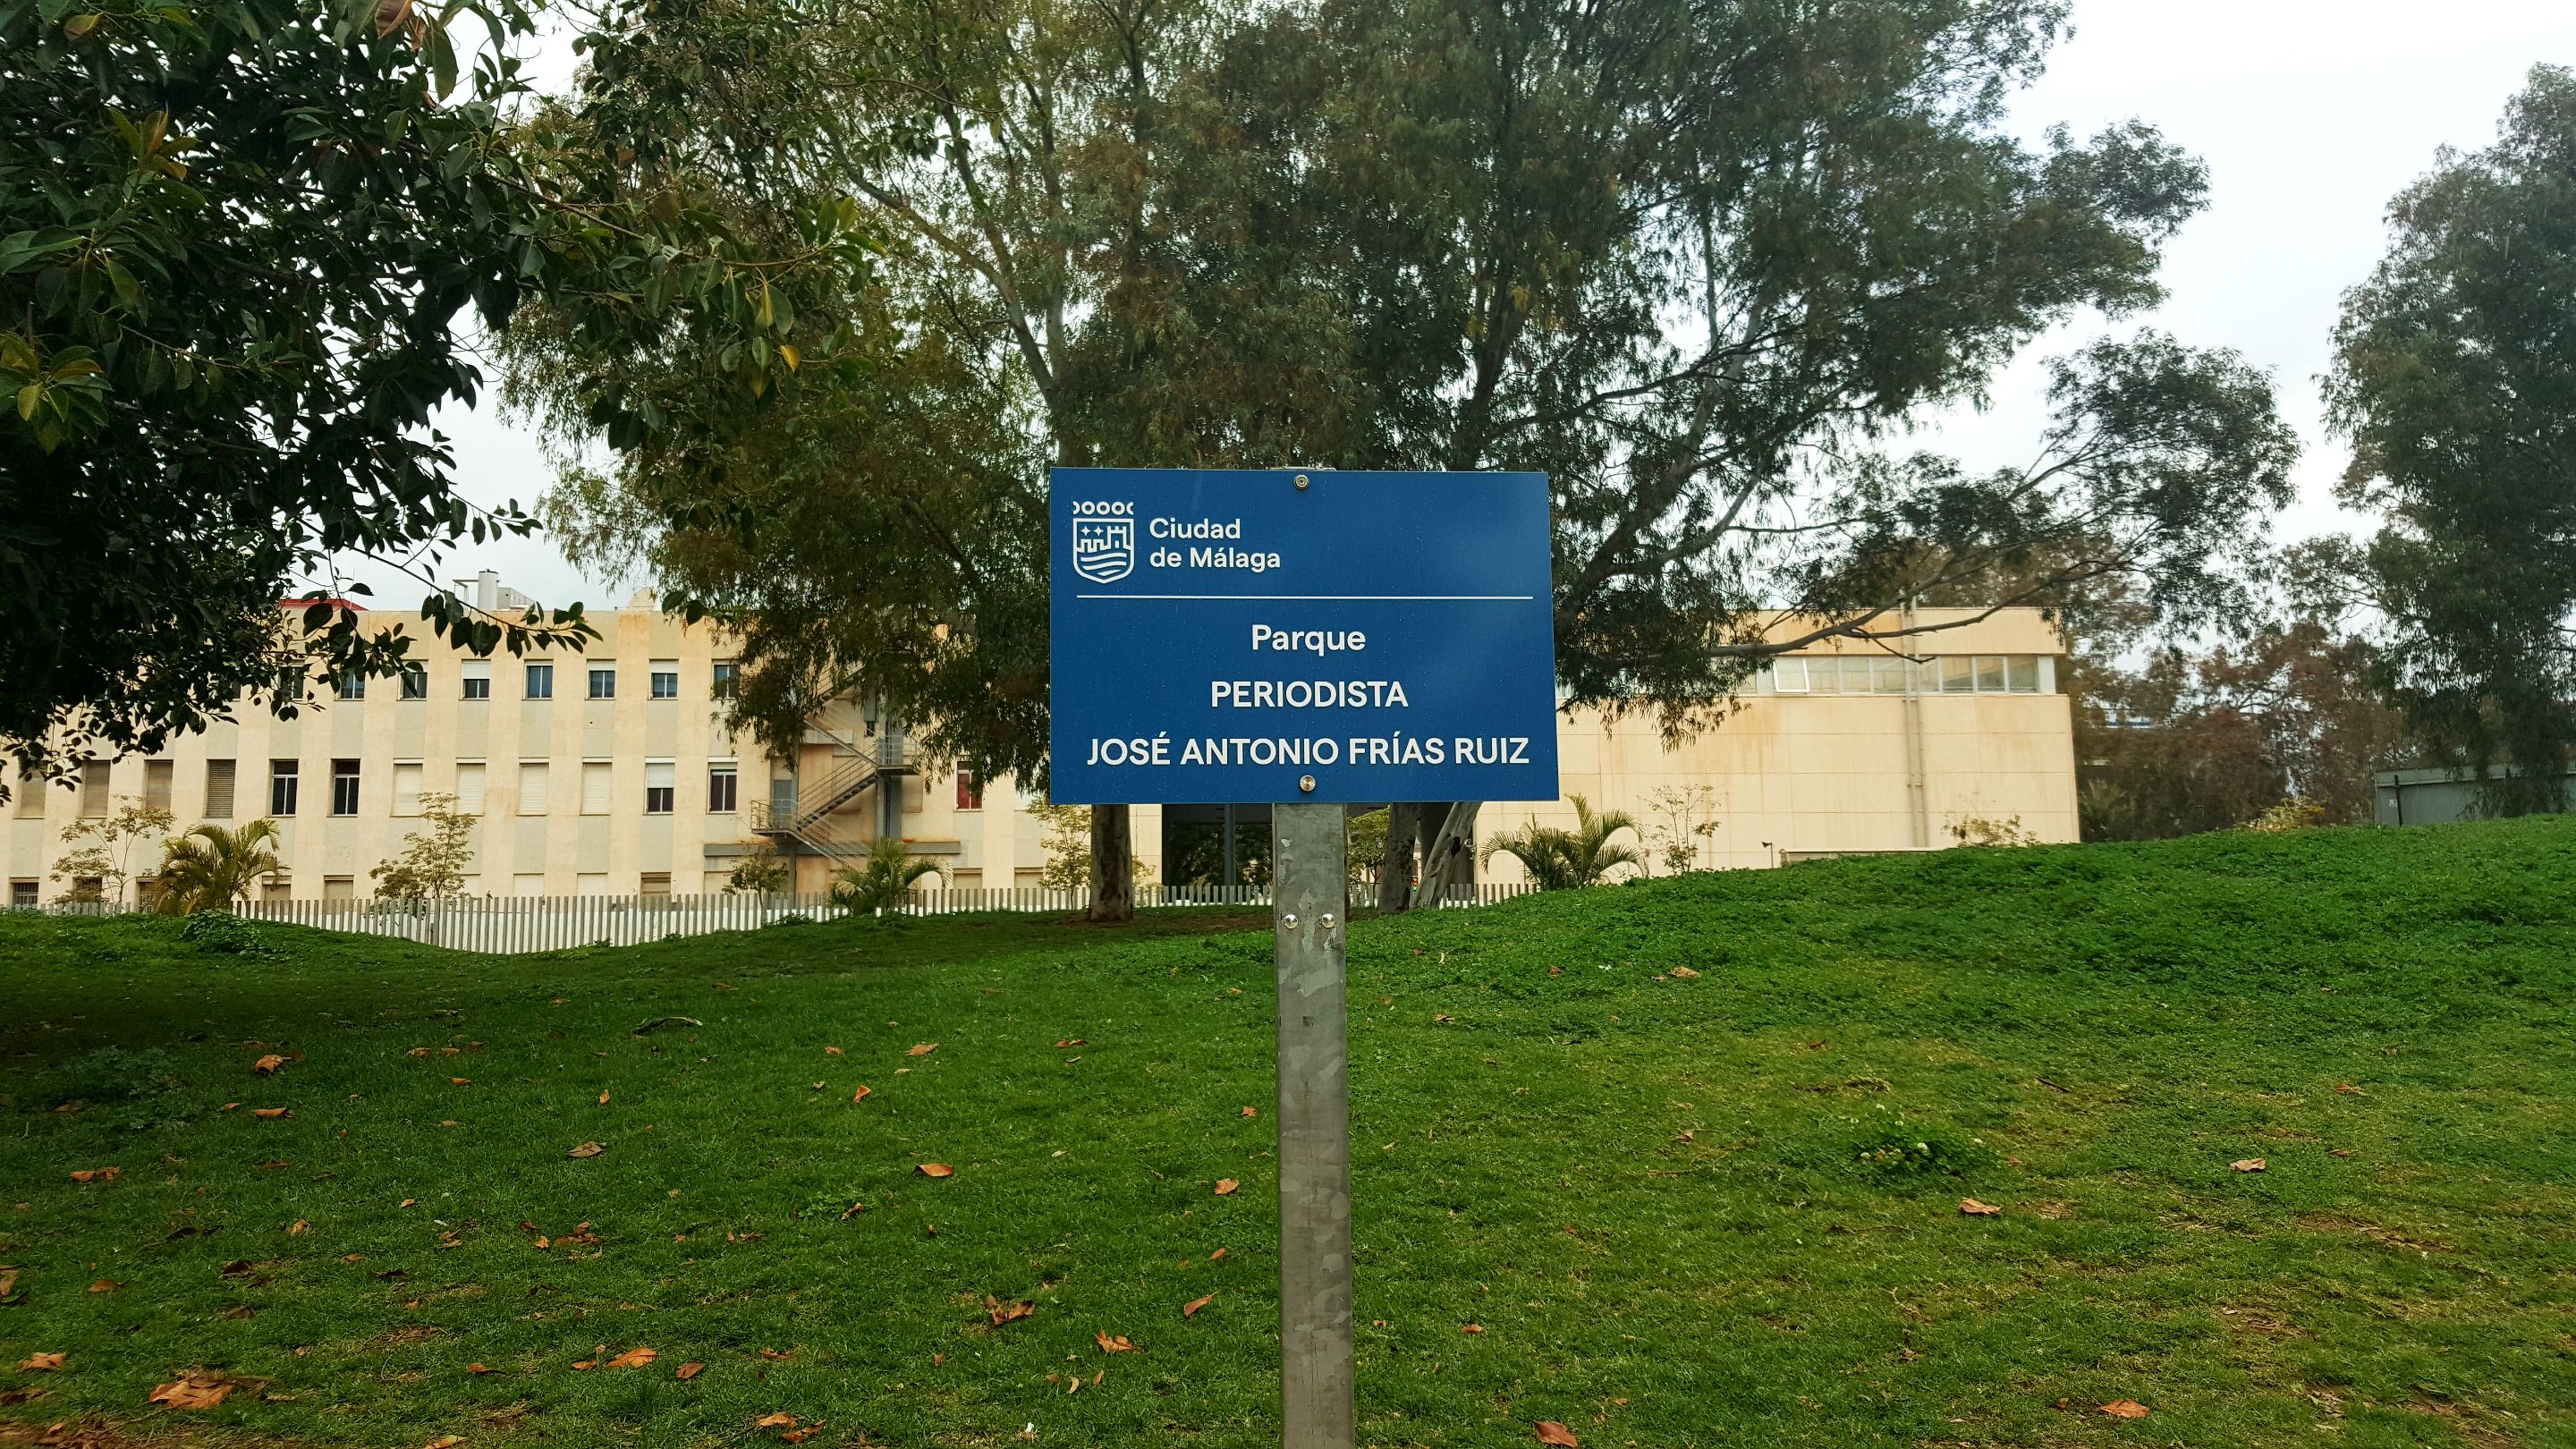 Ciudad
de Málaga
Parque
PERIODISTA
JOSÉ ANTONIO FRÍAS RUIZ